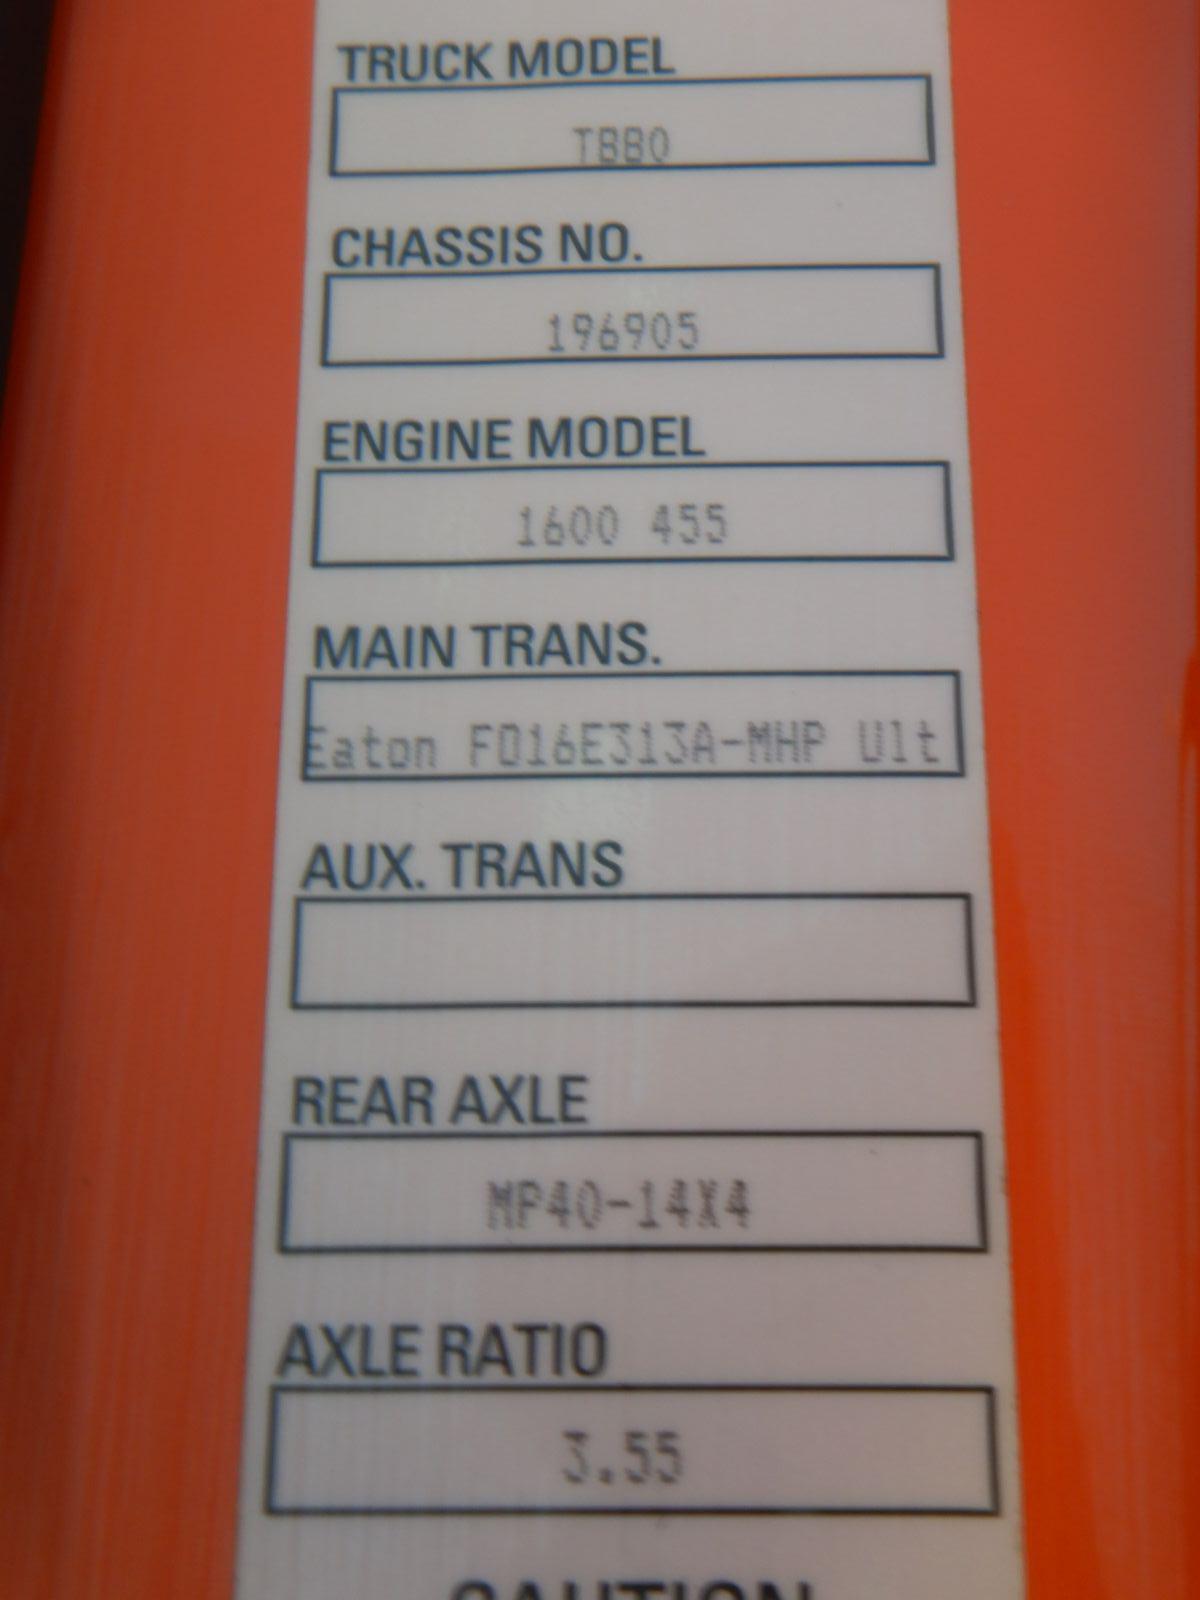 TRUCK MODEL
T880
CHASSIS NO.
196905
ENGINE MODEL
1600 455
MAIN TRANS.
Eaton FO16E313A-MHP Ult
AUX. TRANS
REAR AXLE
MP40-14X4
AXLE RATIO
3.55
CAUTION